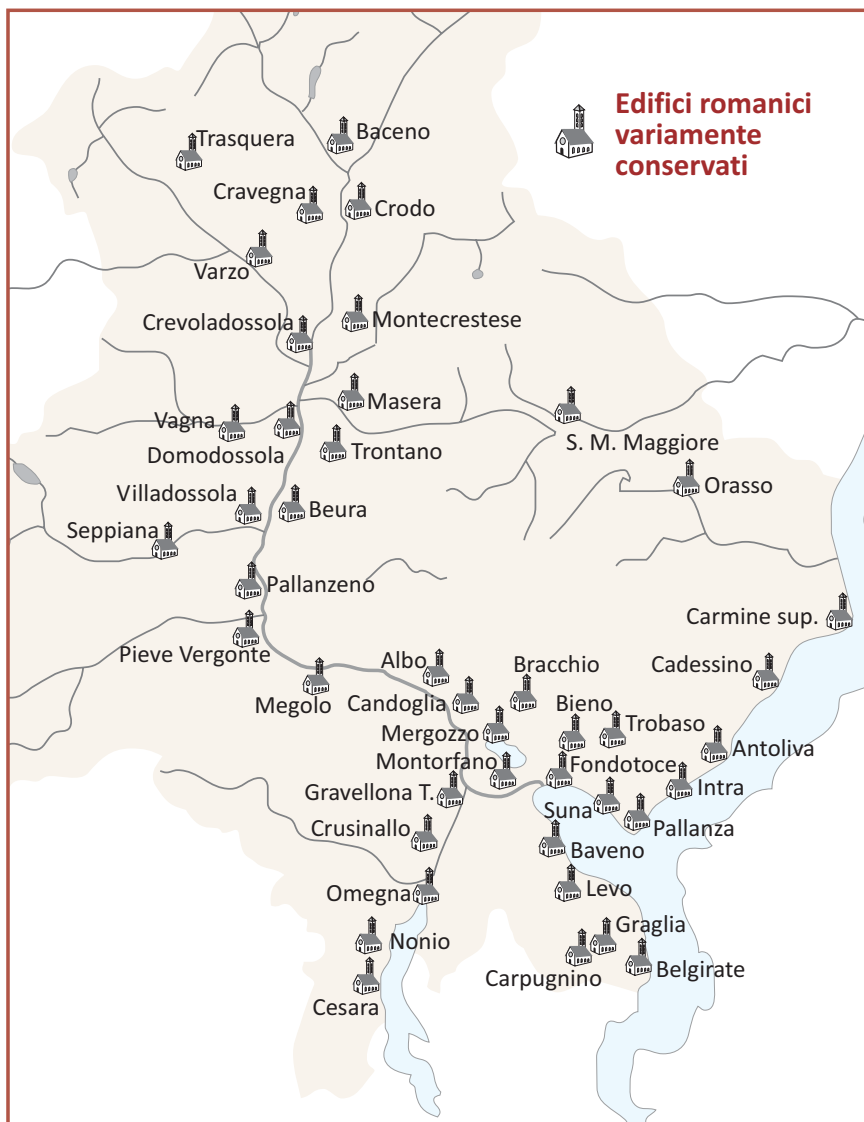 Edifici romanici
variamente
conservati
Trasquera
Baceno
Cravegna
Crodo
Varzo
Crevoladossola
Montecrestese
Masera
Vagna
Domodossola
Trontano
S. M. Maggiore
Orasso
Villadossola
Beura
Seppiana
Pallanzeno
Carmine sup.
Pieve Vergonte
Albo
Bracchio
Cadessino
Megolo
Candoglia
Bieno
Mergozzo
Trobaso
Antoliva
Montorfano
Fondotoce
Gravellona T.
Intra
Suna
Pallanza
Crusinallo
Baveno
Omegna
Levo
Graglia
Nonio
Carpugnino
Belgirate
Cesara